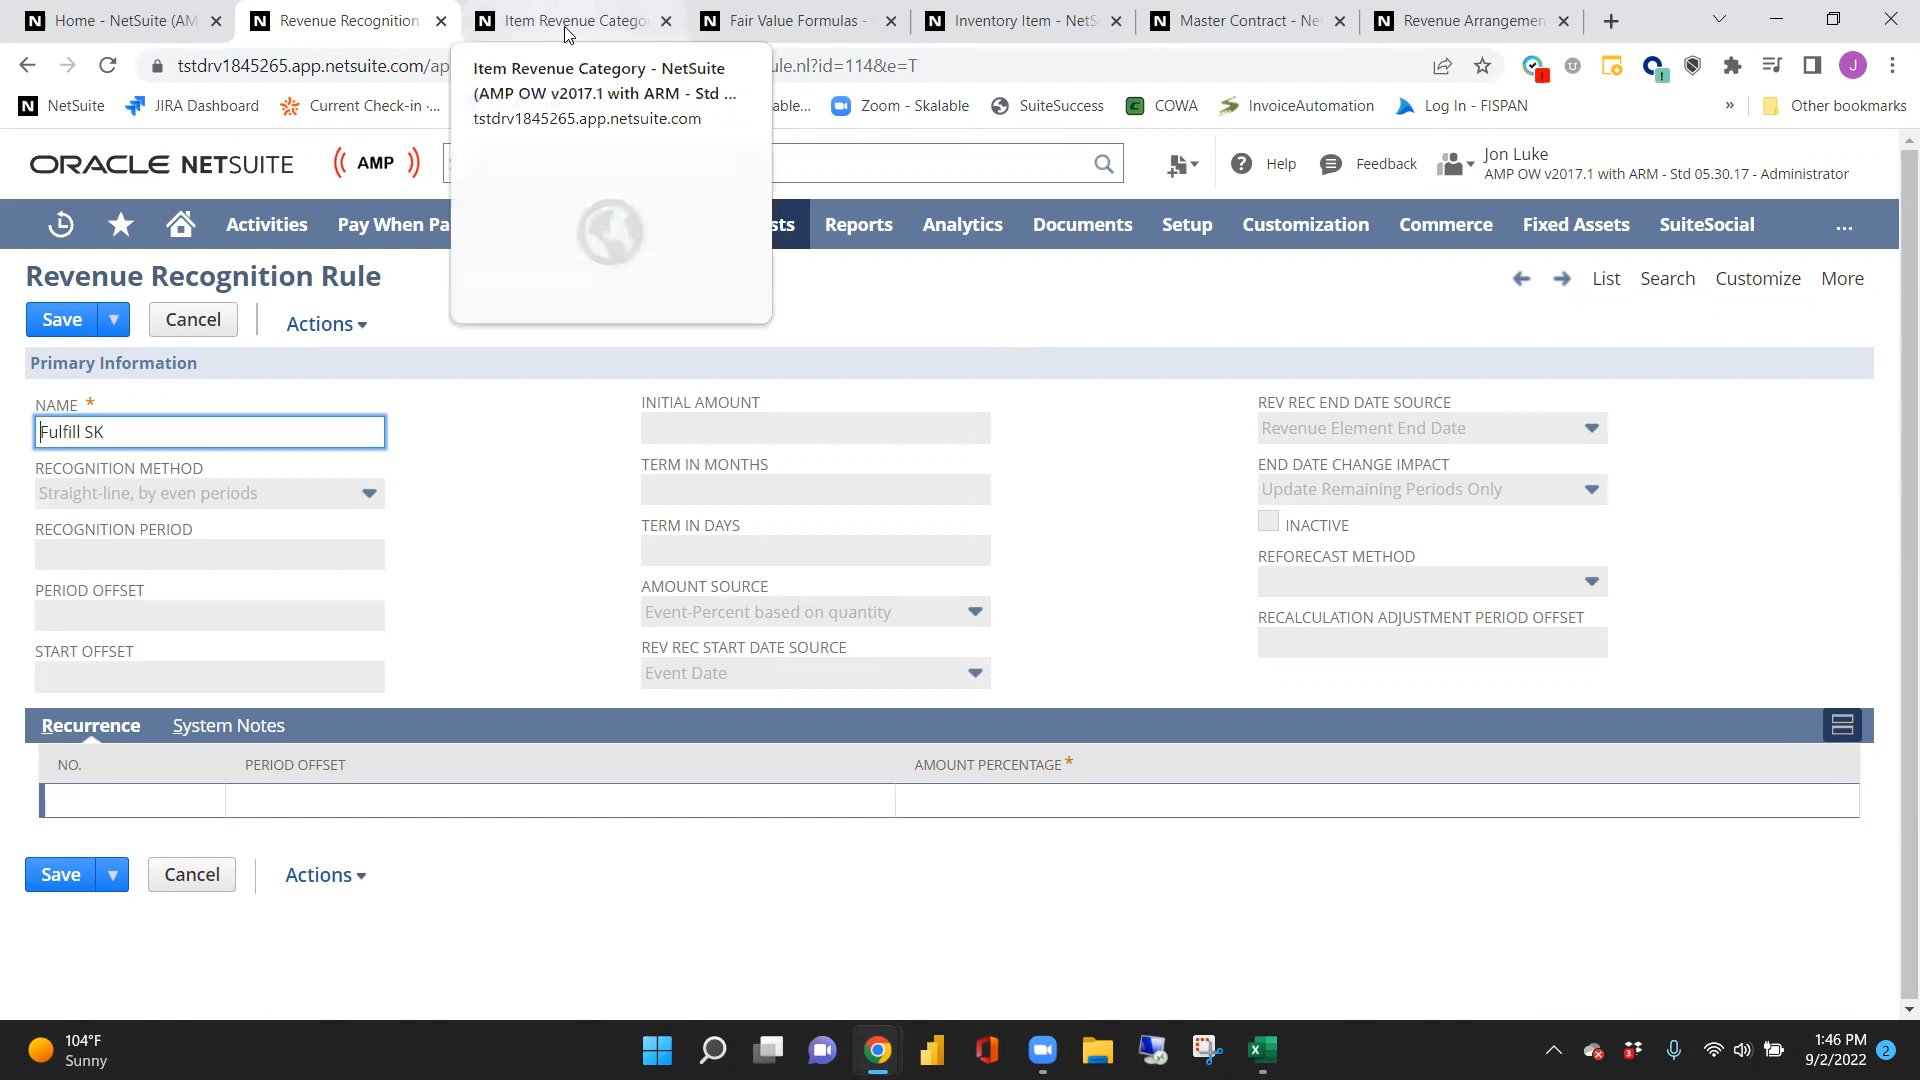 Home - NetSuite (AM
Revenue Recognition
Item Revenue Catego
Fair Value Formulas -
Inventory Item - NetS
Master Contract - Net
Revenue Arrangemen
tstdrv1845265.app.netsuite.com/ap
ule.nl?id=114&e=T
J
NetSuite
JIRA Dashboard
Current Check-in -...
able...
Zoom - Skalable
SuiteSuccess
COWA
InvoiceAutomation
Log In - FISPAN
»
Other bookmarks
Item Revenue Category - NetSuite
(AMP OW v2017.1 with ARM - Std ...
tstdrv1845265.app.netsuite.com
ORACLE NETSUITE
AMP
Help
Feedback
Jon Luke
AMP OW v2017.1 with ARM - Std 05.30.17 - Administrator
Activities
Pay When Pa
sts
Reports
Analytics
Documents
Setup
Customization
Commerce
Fixed Assets
SuiteSocial
...
Revenue Recognition Rule
List
Search
Customize
More
Save
Cancel
Actions
Primary Information
NAME *
Fulfill SK
RECOGNITION METHOD
Straight-line, by even periods
RECOGNITION PERIOD
PERIOD OFFSET
START OFFSET
INITIAL AMOUNT
TERM IN MONTHS
TERM IN DAYS
AMOUNT SOURCE
Event-Percent based on quantity
REV REC START DATE SOURCE
Event Date
REV REC END DATE SOURCE
Revenue Element End Date
END DATE CHANGE IMPACT
Update Remaining Periods Only
INACTIVE
REFORECAST METHOD
RECALCULATION ADJUSTMENT PERIOD OFFSET
Recurrence
System Notes
NO.
PERIOD OFFSET
AMOUNT PERCENTAGE *
Save
Cancel
Actions
104°F
Sunny
1:46 PM
9/2/2022
2